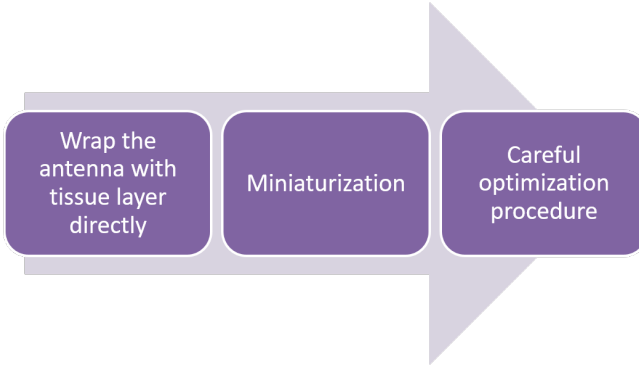 Wrap the
antenna with
tissue layer
directly
Miniaturization
Careful
optimization
procedure